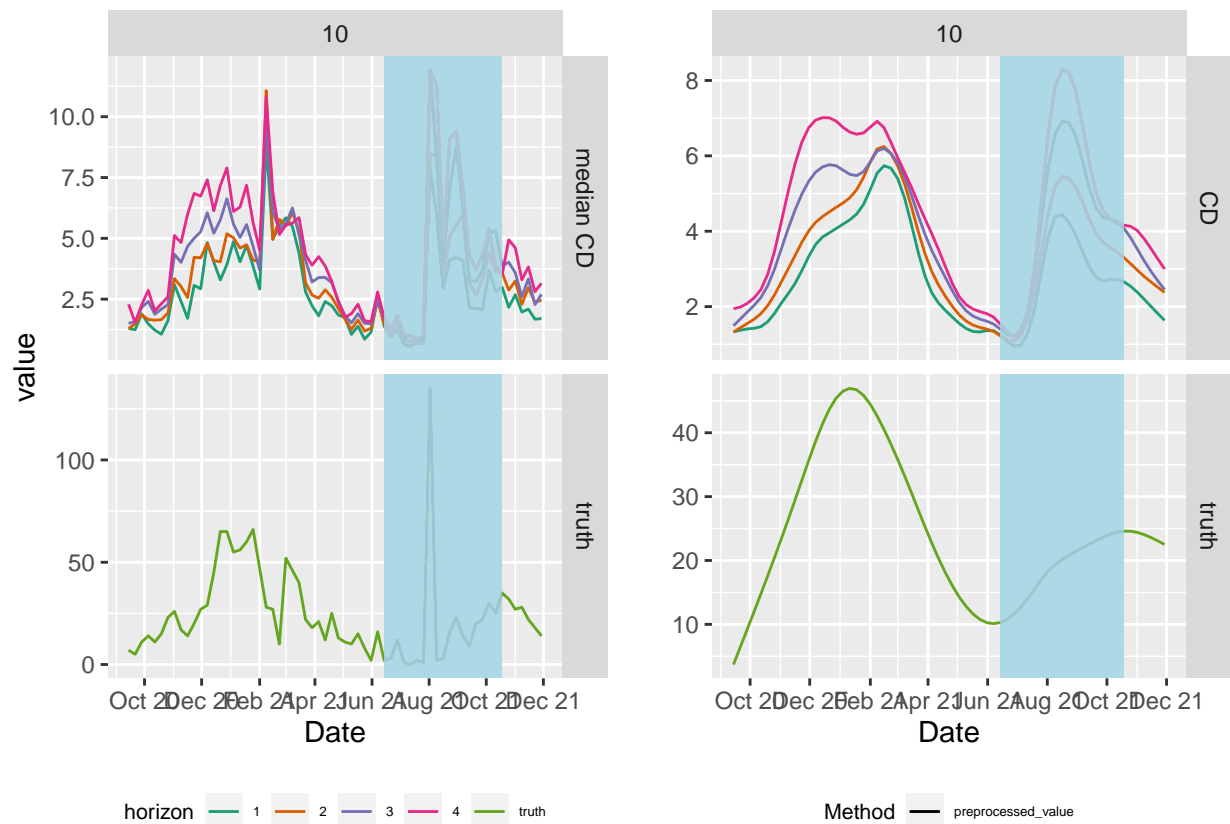 10
10
10.0
7.5
5.0
2.5
median CD
8
6
4
2
CD
value
100
50
0
truth
40
30
20
10
truth
Oct 20 Dec 20 Feb 21 Apr 21 Jun 21 Aug 21 Oct 21 Dec 21
Oct 20 Dec 20 Feb 21 Apr 21 Jun 21 Aug 21 Oct 21 Dec 21
Date
Date
horizon 1 2 3 4 truth
Method preprocessed_value